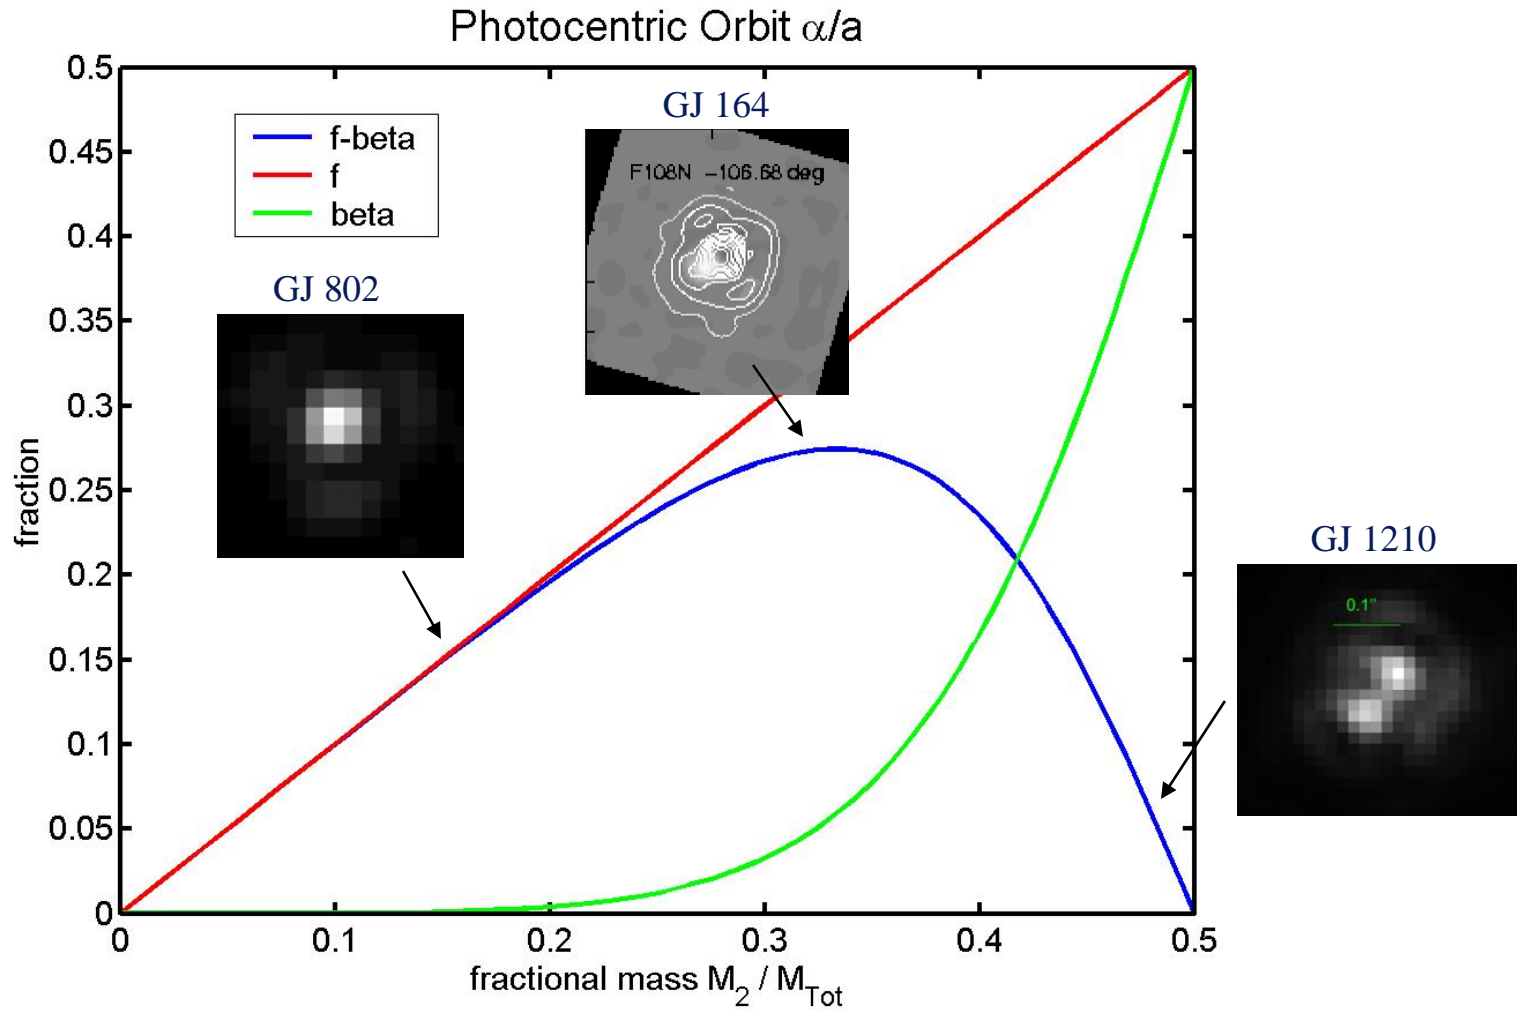 Photocentric Orbit α/a
0.5
0.45
0.4
0.35
0.3
0.25
0.2
0.15
0.1
0.05
0
fraction
f-beta
f
beta
GJ 802
GJ 164
F108N -106.68 deg
GJ 1210
0.1"
0 0.1 0.2 0.3 0.4 0.5
fractional mass M2 / MTot